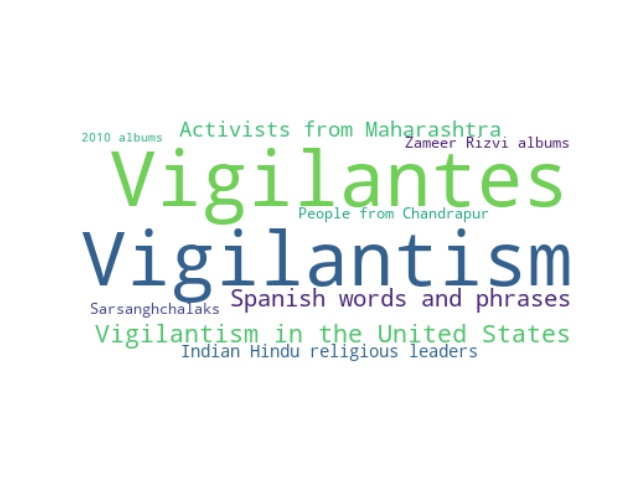 Activists from Maharashtra
2010 albums
Zameer Rizvi albums
Vigilantes
People from Chandrapur
Vigilantism
Spanish words and phrases
Sarsanghchalaks
Vigilantism in the United States
Indian Hindu religious leaders